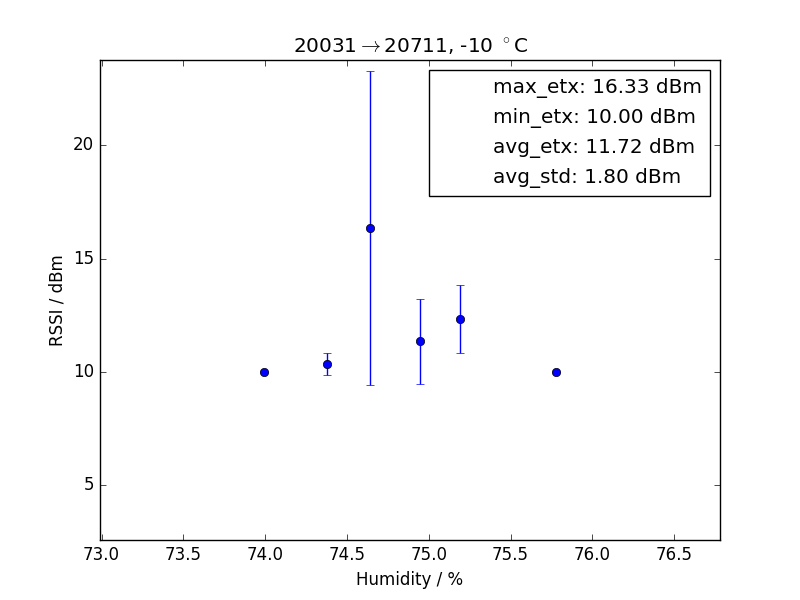 20031→20711, -10 °C
max_etx: 16.33 dBm
min_etx: 10.00 dBm
avg_etx: 11.72 dBm
avg_std: 1.80 dBm
RSSI / dBm
20
15
10
5
73.0 73.5 74.0 74.5 75.0 75.5 76.0 76.5
Humidity / %